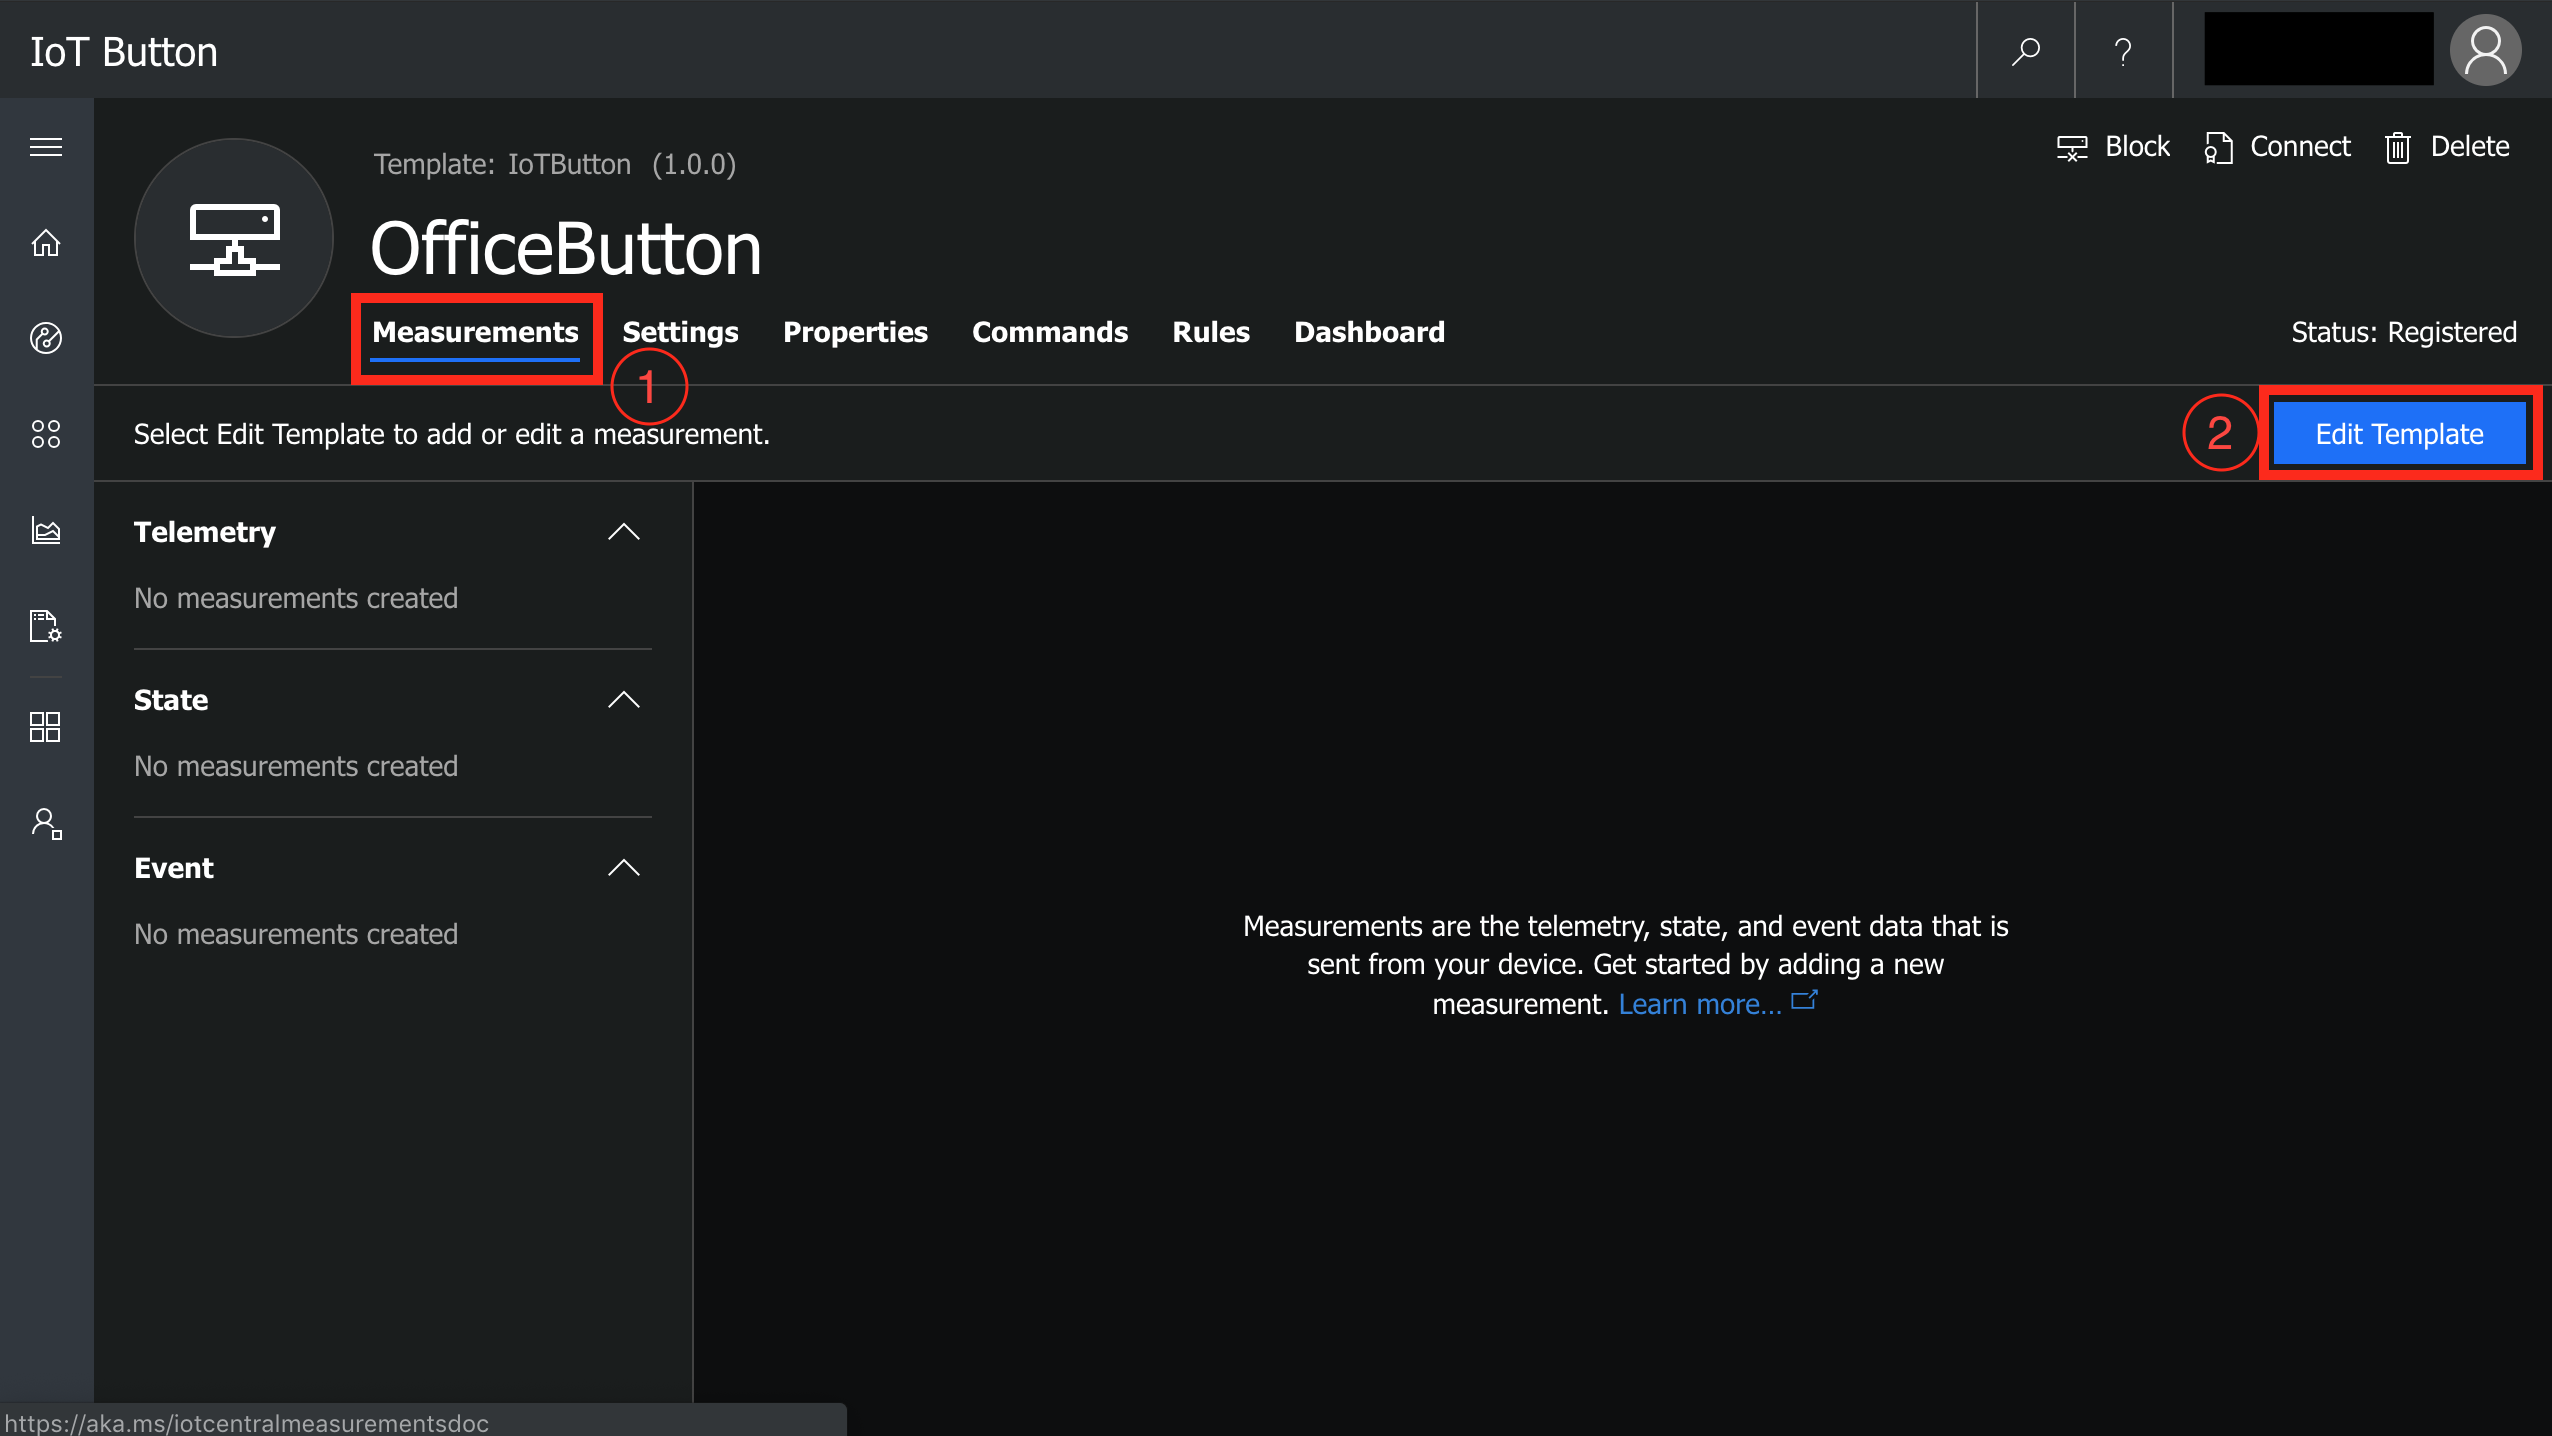 IoT Button
?
Block
Connect
Delete
Template: IoTButton (1.0.0)
OfficeButton
Measurements
Settings
Properties
Commands
Rules
Dashboard
Status: Registered
1
Select Edit Template to add or edit a measurement.
2
Edit Template
Telemetry
No measurements created
State
No measurements created
Event
No measurements created
Measurements are the telemetry, state, and event data that is
sent from your device. Get started by adding a new
measurement. Learn more...
https://aka.ms/iotcentralmeasurementsdoc